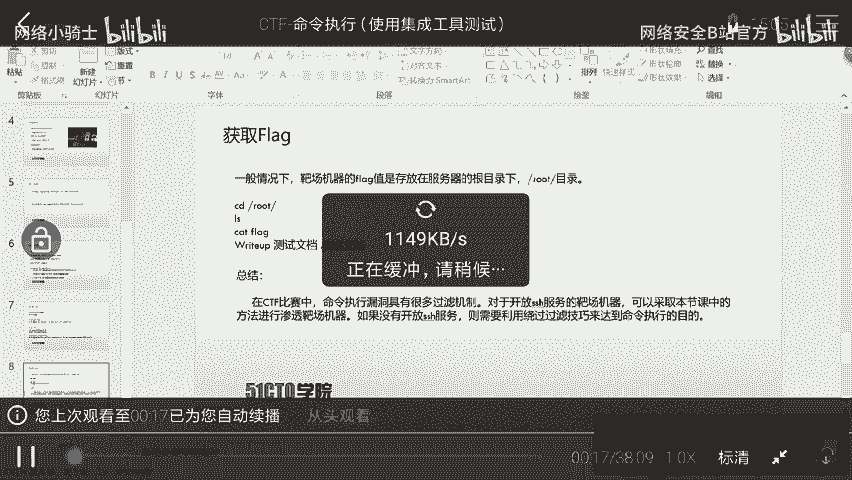 CTF-命令执行(使用集成工具测试)
网络小骑士 bilibili
网络安全B站官方 bilibili
粘贴
剪切
复制
格式刷
新建
幻灯片
版式
重置
节
B I U S
文字方向
对齐文本
转换为 SmartArt
排列
快速样式
形状填充
形状轮廓
形状效果
查找
替换
选择
剪贴板
幻灯片
字体
段落
绘图
编辑
4
5
6
7
8
获取Flag
一般情况下，靶场机器的flag值是存放在服务器的根目录下，/root/目录。
cd /root/
ls
cat flag
Writeup 测试文档
总结：
在CTF比赛中，命令执行漏洞具有很多过滤机制。对于开放ssh服务的靶场机器，可以采取本节课中的
方法进行渗透靶场机器。如果没有开放ssh服务，则需要利用绕过过滤技巧来达到命令执行的目的。
1149KB/s
正在缓冲，请稍候…
51CTO学院
您上次观看至00:17已为您自动续播 从头观看
00:17/38:09 1.0X 标清